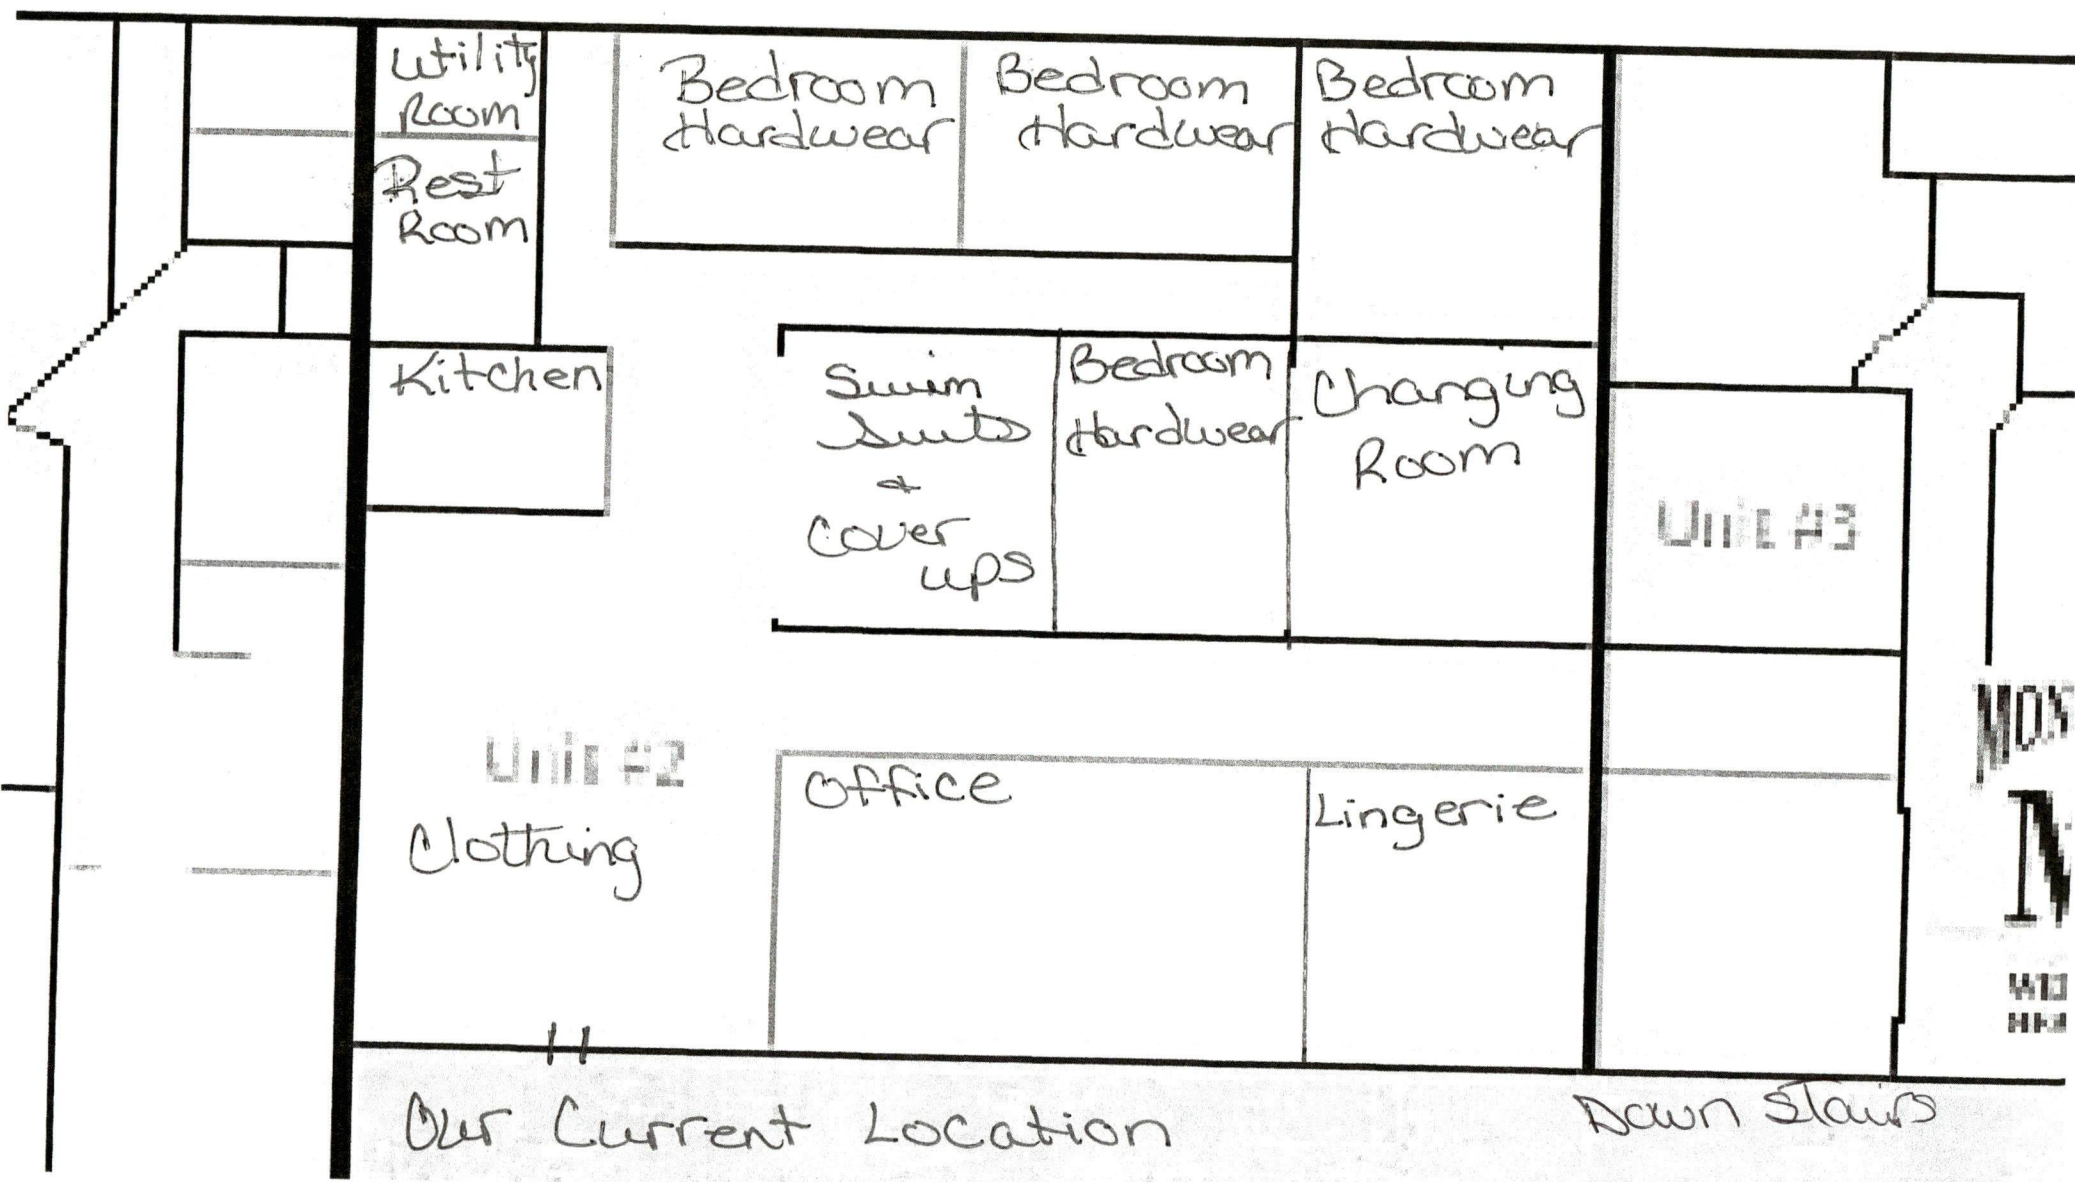 Utility
Room
Rest
Room
Bedroom
Hardwear
Bedroom
Hardwear
Bedroom
Hardwear
Kitchen
Swim
Suits
&
Cover
ups
Bedroom
Hardwear
Changing
Room
Unit #3
Unit #2
Clothing
Office
Lingerie
Our Current Location
Down Stairs